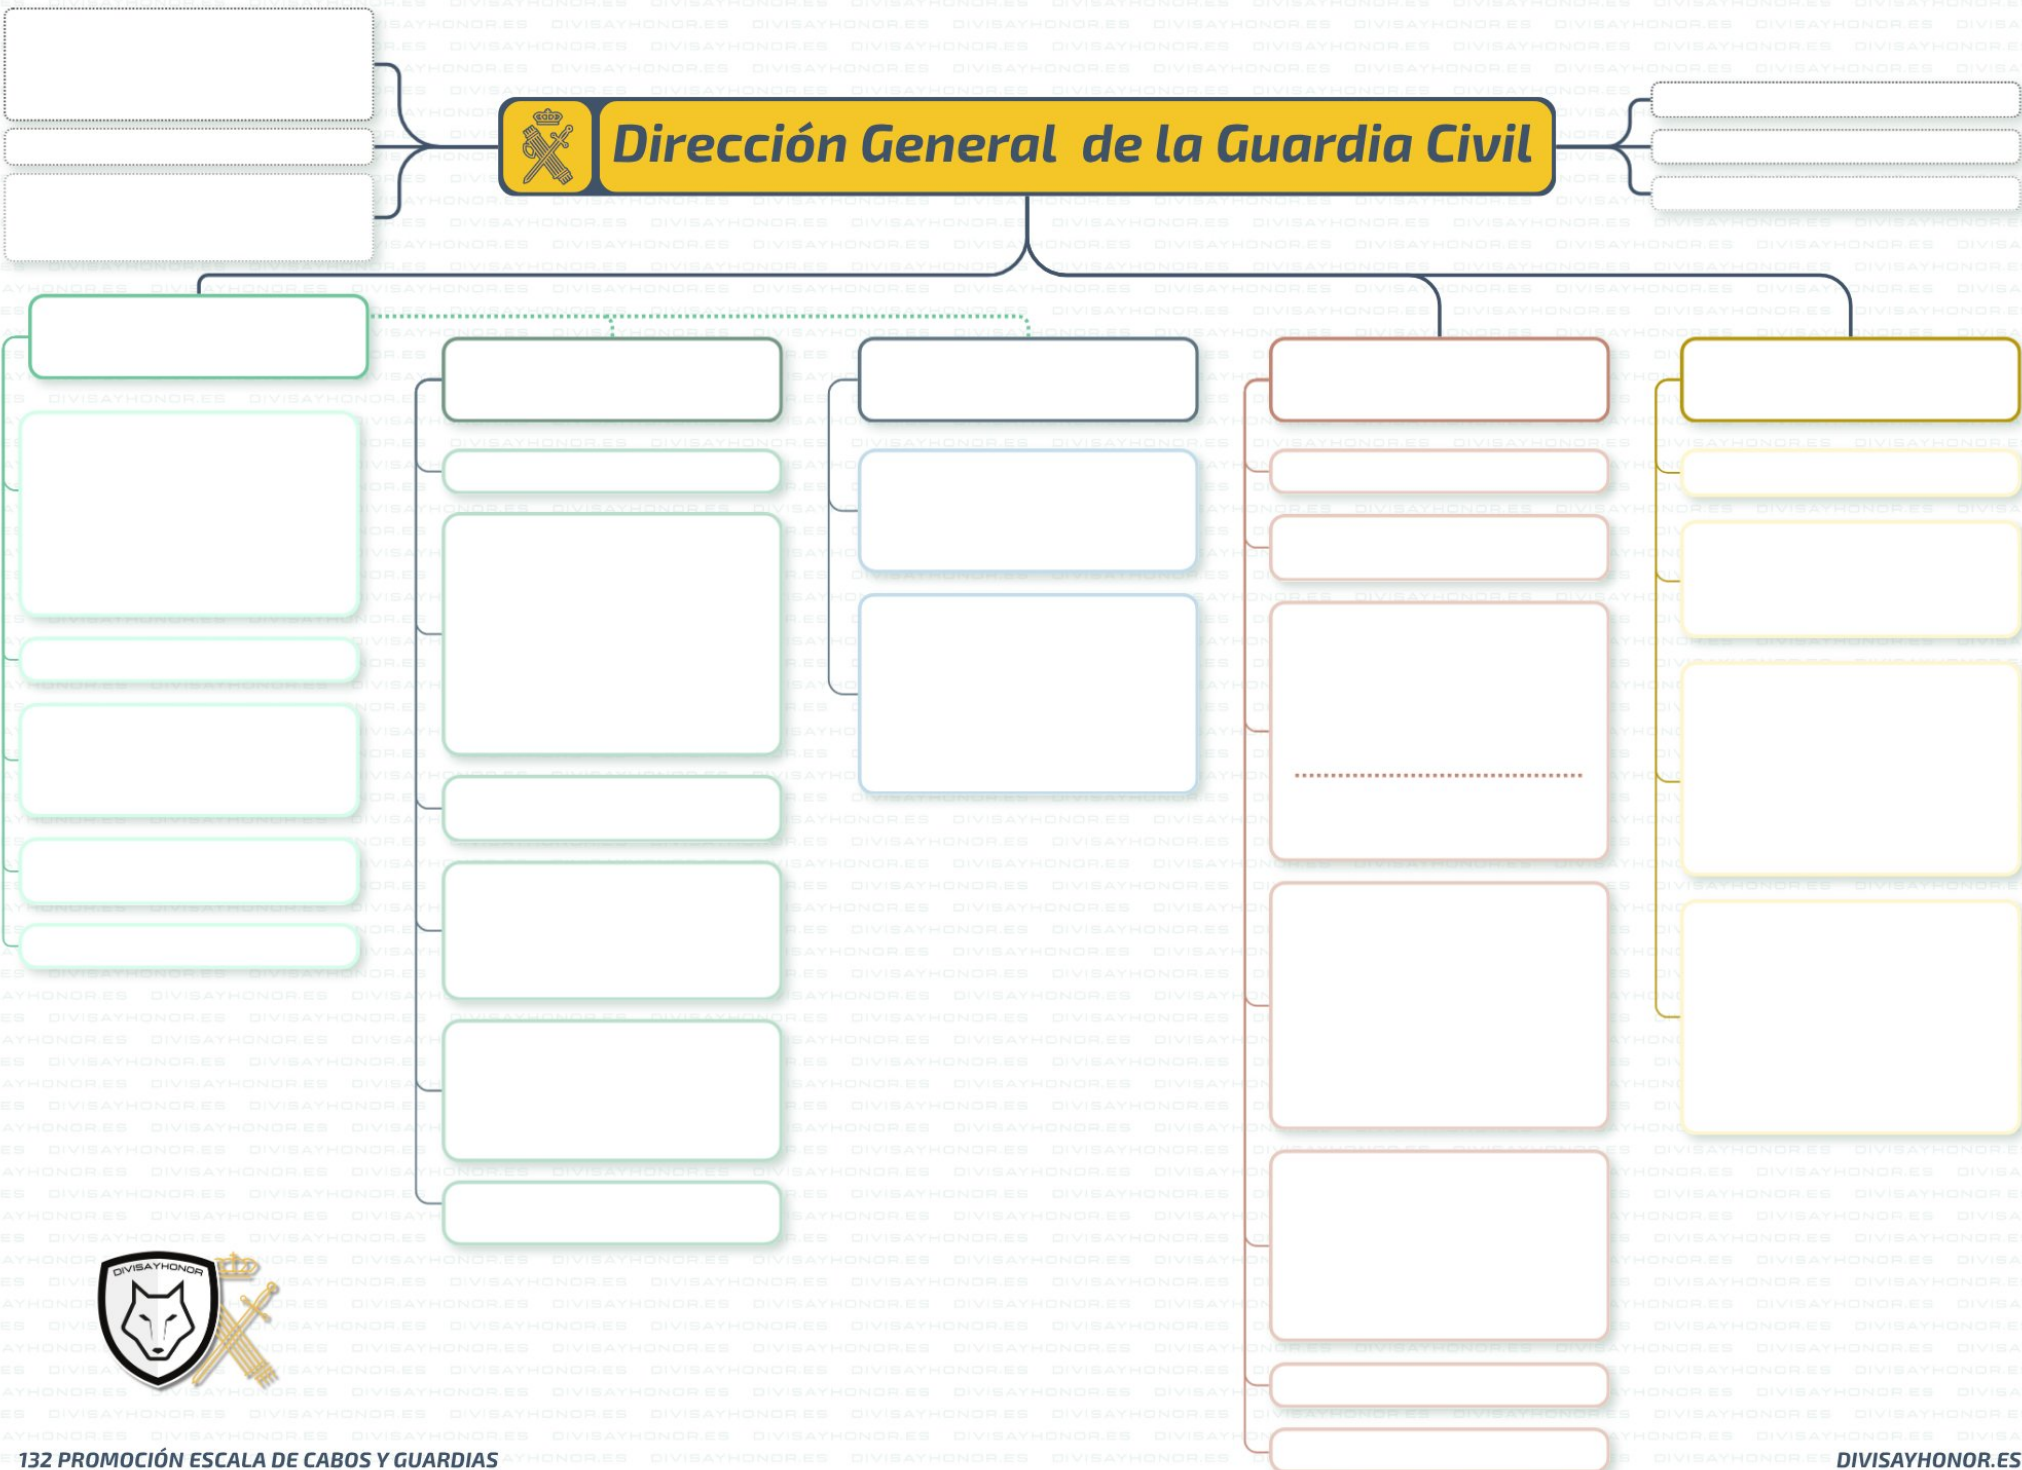 Dirección General de la Guardia Civil
DIVISAYHONOR
132 PROMOCIÓN ESCALA DE CABOS Y GUARDIAS
DIVISAYHONOR.ES